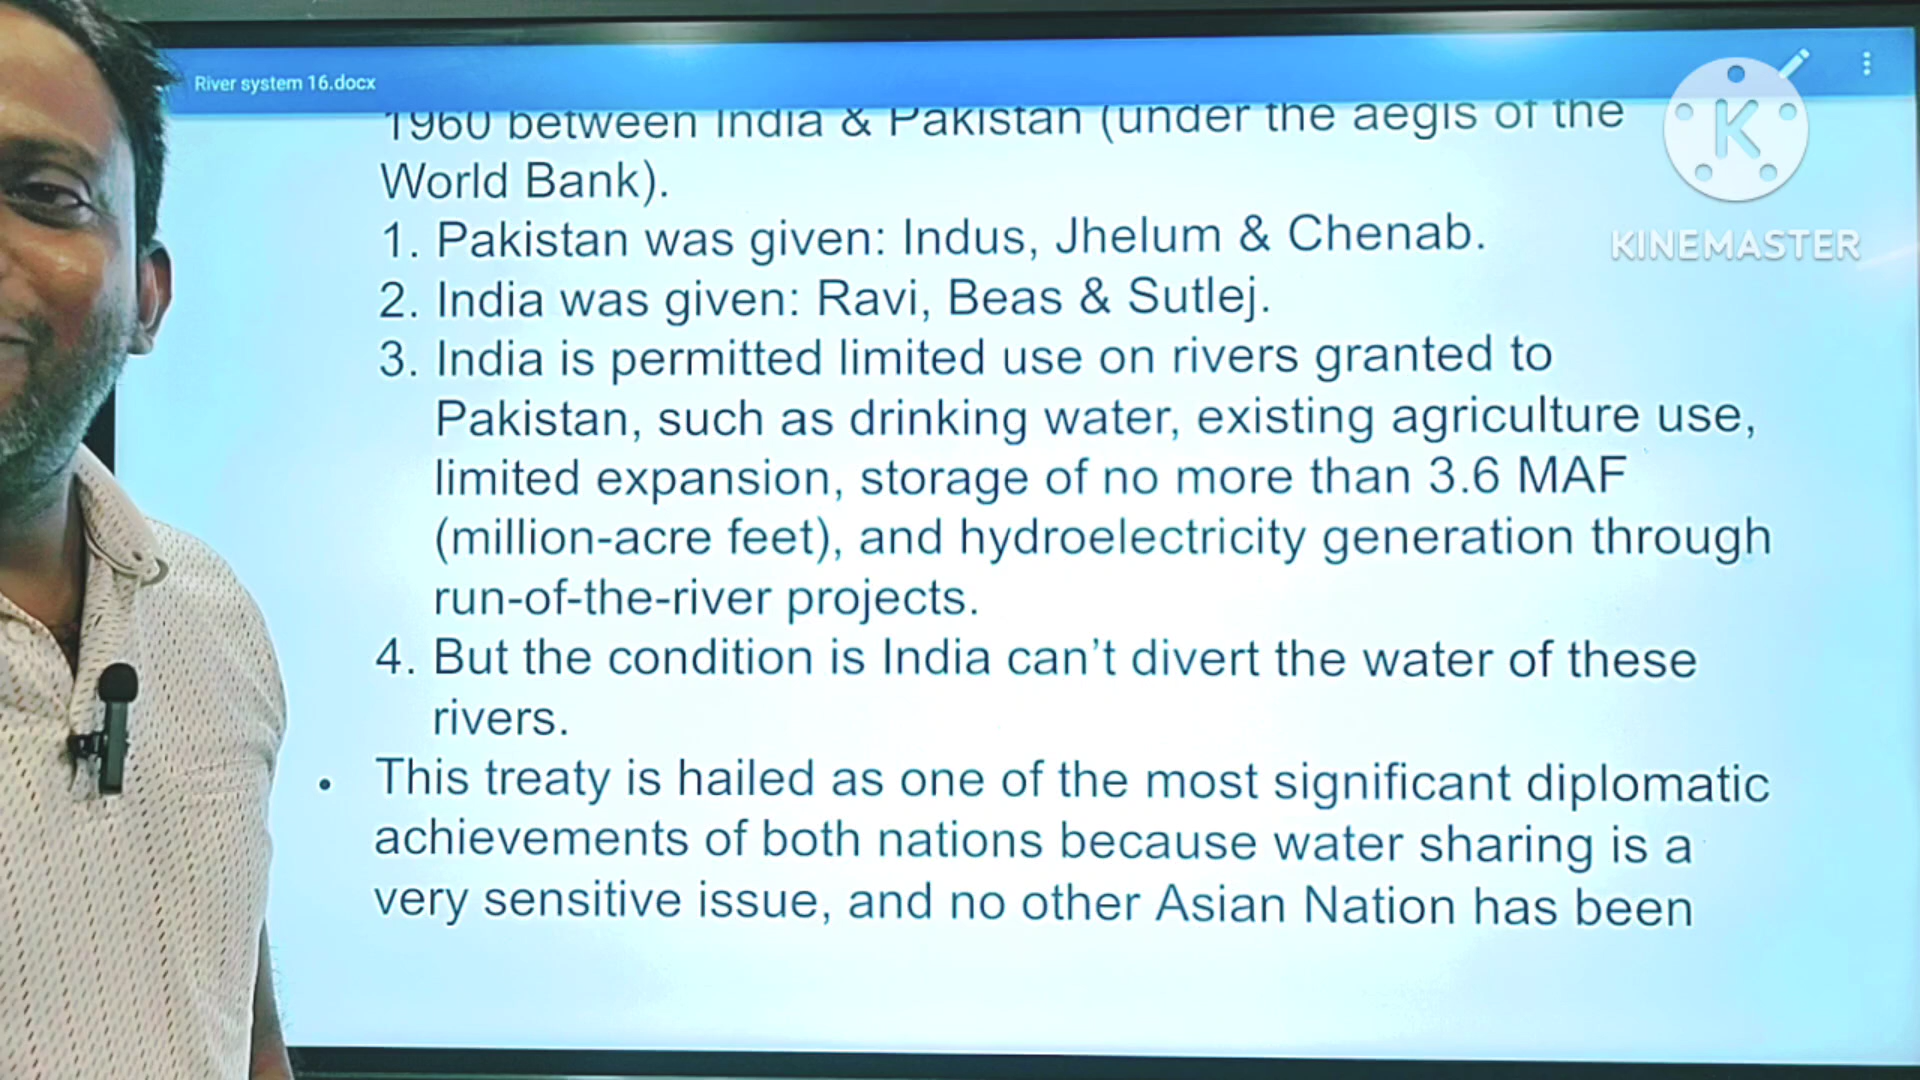 River system 16.docx
1960 between India & Pakistan (under the aegis of the
World Bank).
1. Pakistan was given: Indus, Jhelum & Chenab.
2. India was given: Ravi, Beas & Sutlej.
3. India is permitted limited use on rivers granted to
Pakistan, such as drinking water, existing agriculture use,
limited expansion, storage of no more than 3.6 MAF
(million-acre feet), and hydroelectricity generation through
run-of-the-river projects.
4. But the condition is India can’t divert the water of these
rivers.
• This treaty is hailed as one of the most significant diplomatic
achievements of both nations because water sharing is a
very sensitive issue, and no other Asian Nation has been
K
KINEMASTER